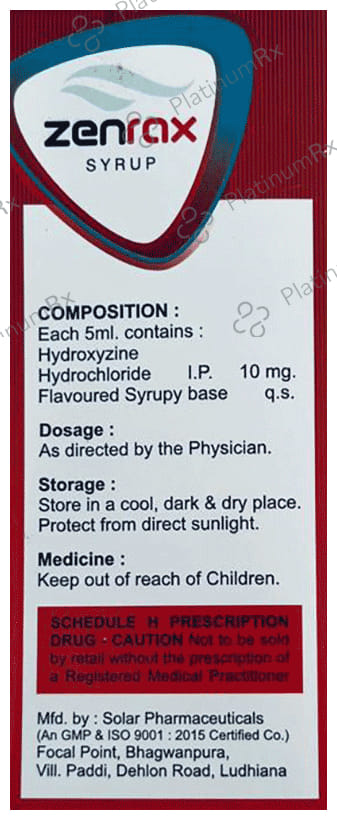 zenrax
SYRUP
COMPOSITION :
Each 5ml. contains :
Hydroxyzine
Hydrochloride I.P. 10 mg.
Flavoured Syrupy base q.s.
Dosage :
As directed by the Physician.
Storage :
Store in a cool, dark & dry place.
Protect from direct sunlight.
Medicine :
Keep out of reach of Children.
SCHEDULE H PRESCRIPTION
DRUG - CAUTION Not to be sold
by retail without the prescription of
a Registered Medical Practitioner
Mfd. by : Solar Pharmaceuticals
(An GMP & ISO 9001 : 2015 Certified Co.)
Focal Point, Bhagwanpura,
Vill. Paddi, Dehlon Road, Ludhiana
PlatinumRx
PlatinumRx
PlatinumRx